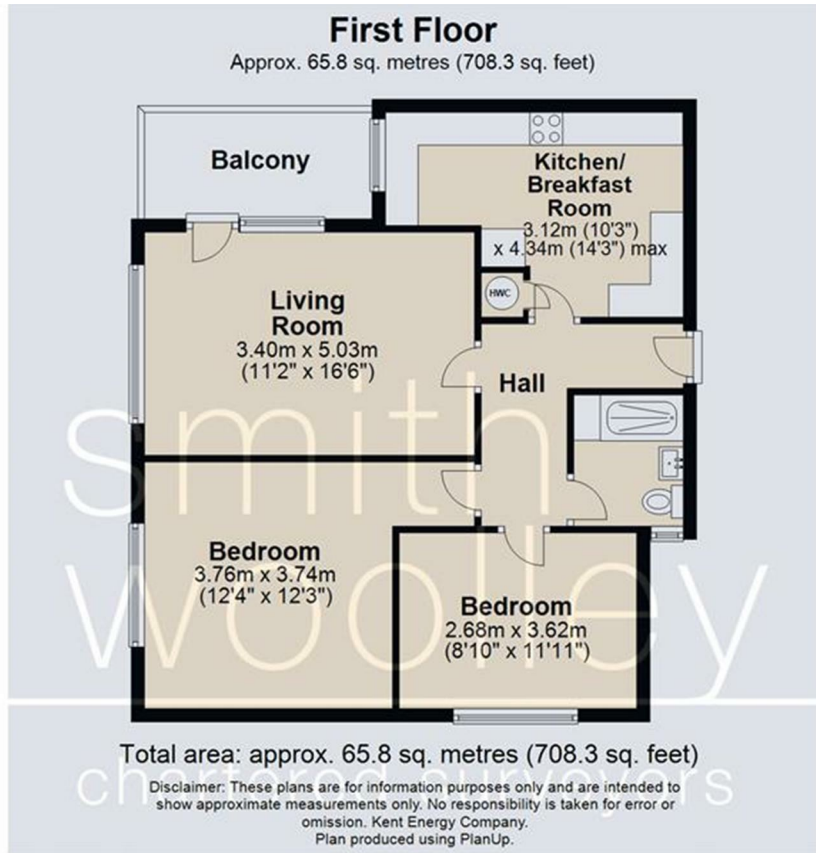 First Floor
Approx. 65.8 sq. metres (708.3 sq. feet)
Balcony
Kitchen/
Breakfast
Room
3.12m (10'3")
x 4.34m (14'3") max
HWC
Living
Room
3.40m x 5.03m
(11'2" x 16'6")
Hall
smith
woolley
Bedroom
3.76m x 3.74m
(12'4" x 12'3")
Bedroom
2.68m x 3.62m
(8'10" x 11'11")
Total area: approx. 65.8 sq. metres (708.3 sq. feet)
chartered surveyors
Disclaimer: These plans are for information purposes only and are intended to
show approximate measurements only. No responsibility is taken for error or
omission. Kent Energy Company.
Plan produced using PlanUp.